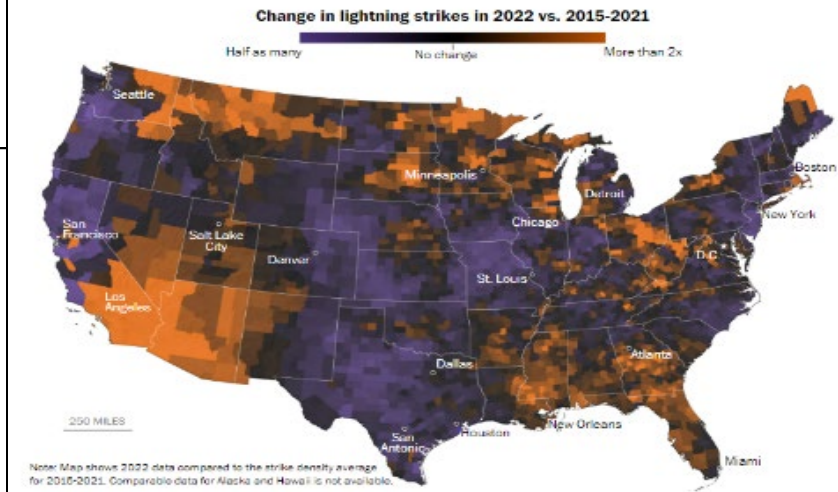 Change in lightning strikes in 2022 vs. 2015-2021
Half as many
No change
More than 2x
Seattle
Minneapolis
Boston
Detroit
New York
Chicago
San
Francisco
Salt Lake
City
Denver
D.C
St. Louis
Los
Angeles
Atlanta
Dallas
250 MILES
New Orleans
San
Antonio
Houston
Miami
Note: Map shows 2022 data compared to the strike density average
for 2015-2021. Comparable data for Alaska and Hawaii is not available.